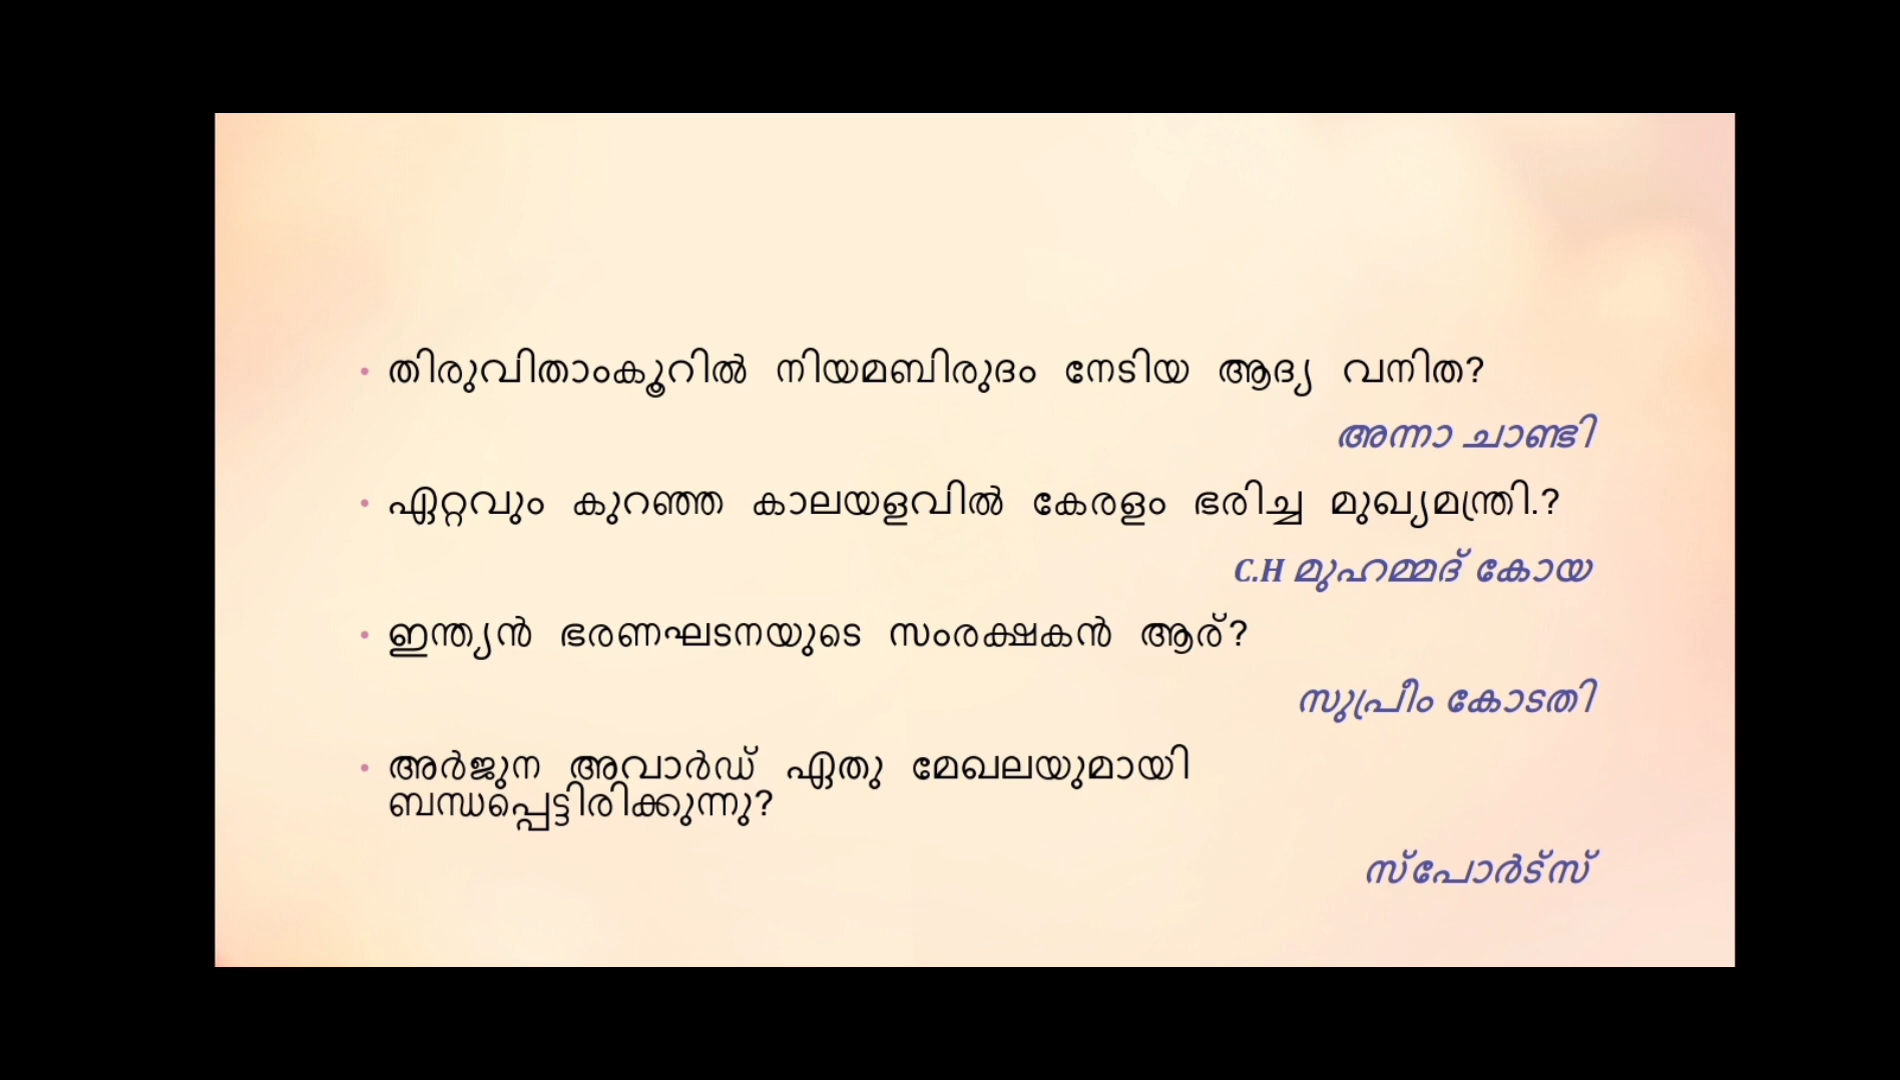 • തിരുവിതാംകൂറിൽ നിയമബിരുദം നേടിയ ആദ്യ വനിത?
അന്നാ ചാണ്ടി
• ഏറ്റവും കുറഞ്ഞ കാലയളവിൽ കേരളം ഭരിച്ച മുഖ്യമന്ത്രി.?
C.H മുഹമ്മദ് കോയ
• ഇന്ത്യൻ ഭരണഘടനയുടെ സംരക്ഷകൻ ആര്?
സുപ്രീം കോടതി
• അർജുന അവാർഡ് ഏതു മേഖലയുമായി
ബന്ധപ്പെട്ടിരിക്കുന്നു?
സ്പോർട്സ്